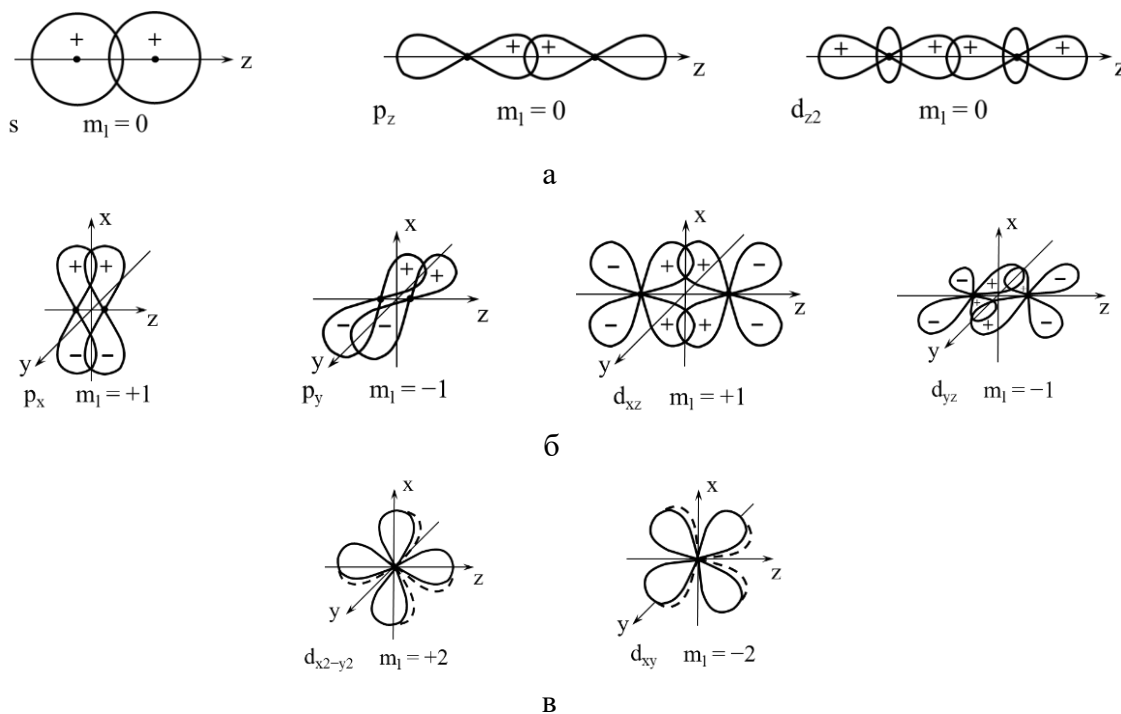 + + z
s m_l = 0
+ + z
p_z m_l = 0
+ + + + z
d_z2 m_l = 0
а
x
+ +
z
− −
y
p_x m_l = +1
x
+ +
z
− −
y
p_y m_l = −1
x
− + + −
z
− + + −
y
d_xz m_l = +1
x
− + −
z
− + + −
y
d_yz m_l = −1
б
x
z
y
d_x2−y2 m_l = +2
x
z
y
d_xy m_l = −2
в